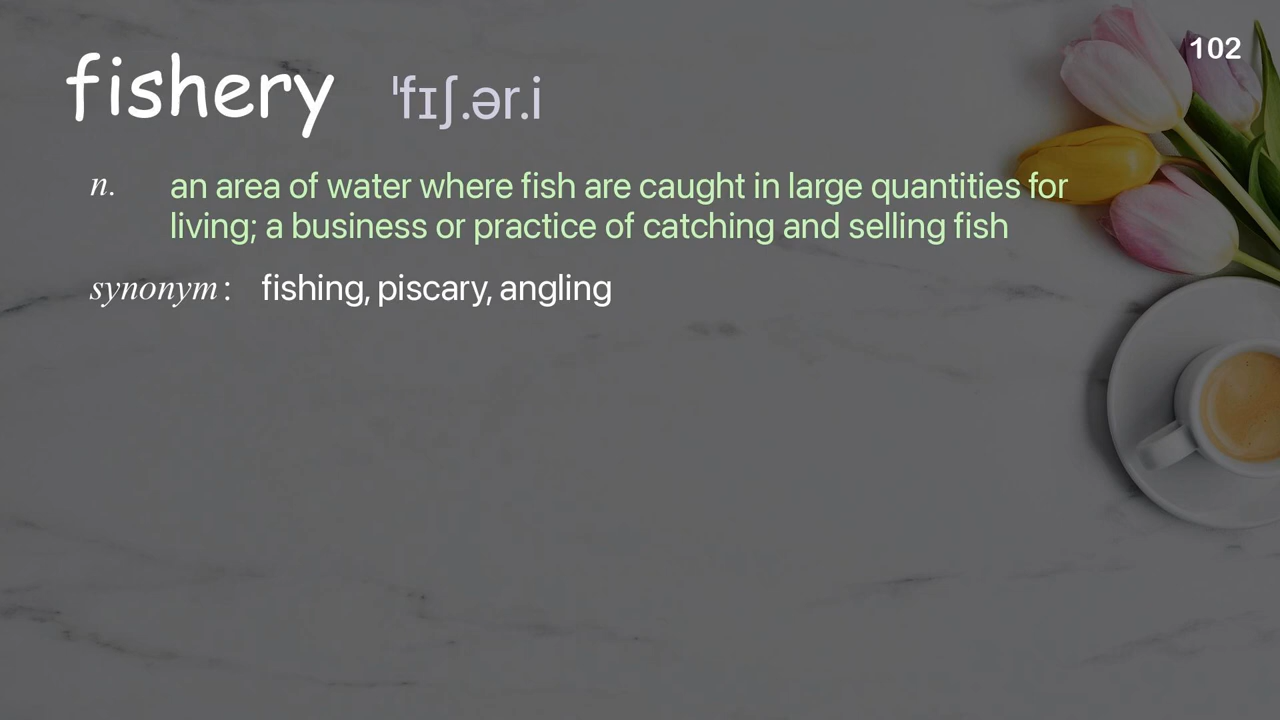 102
fishery ˈfɪʃ.ər.i
n. an area of water where fish are caught in large quantities for
living; a business or practice of catching and selling fish
synonym: fishing, piscary, angling